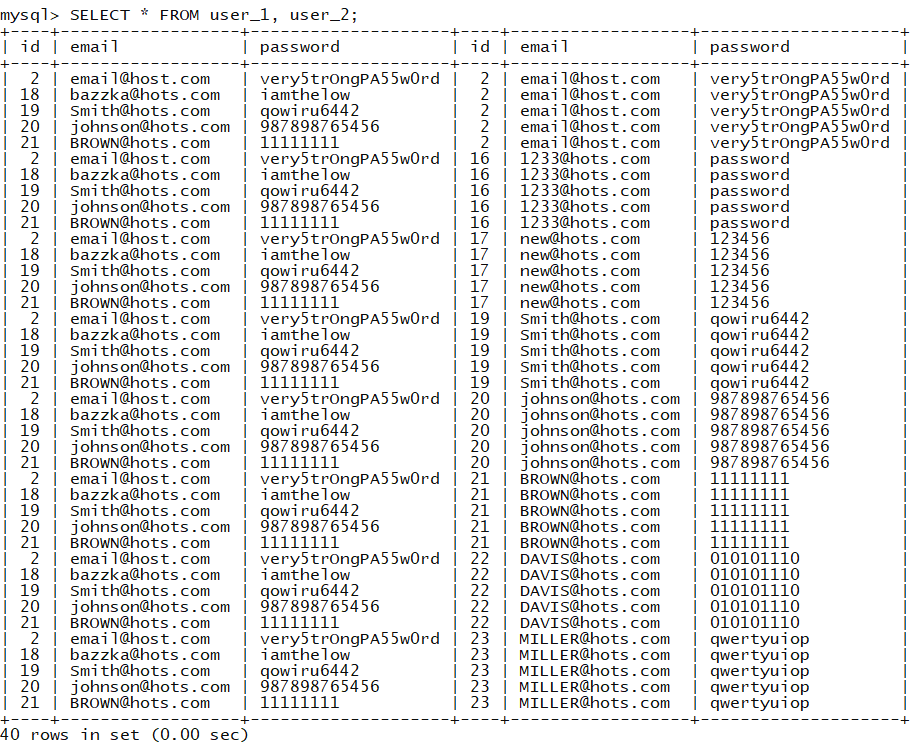 mysql> SELECT * FROM user_1, user_2;
+----+------------------+-------------------+----+------------------+-------------------+
| id | email            | password          | id | email            | password          |
+----+------------------+-------------------+----+------------------+-------------------+
|  2 | email@host.com   | very5trOngPA55w0rd |  2 | email@host.com   | very5trOngPA55w0rd |
| 18 | bazzka@hots.com  | iamthelow         |  2 | email@host.com   | very5trOngPA55w0rd |
| 19 | Smith@hots.com   | qowiru6442        |  2 | email@host.com   | very5trOngPA55w0rd |
| 20 | johnson@hots.com | 987898765456      |  2 | email@host.com   | very5trOngPA55w0rd |
| 21 | BROWN@hots.com   | 11111111          |  2 | email@host.com   | very5trOngPA55w0rd |
|  2 | email@host.com   | very5trOngPA55w0rd | 16 | 1233@hots.com    | password          |
| 18 | bazzka@hots.com  | iamthelow         | 16 | 1233@hots.com    | password          |
| 19 | Smith@hots.com   | qowiru6442        | 16 | 1233@hots.com    | password          |
| 20 | johnson@hots.com | 987898765456      | 16 | 1233@hots.com    | password          |
| 21 | BROWN@hots.com   | 11111111          | 16 | 1233@hots.com    | password          |
|  2 | email@host.com   | very5trOngPA55w0rd | 17 | new@hots.com     | 123456            |
| 18 | bazzka@hots.com  | iamthelow         | 17 | new@hots.com     | 123456            |
| 19 | Smith@hots.com   | qowiru6442        | 17 | new@hots.com     | 123456            |
| 20 | johnson@hots.com | 987898765456      | 17 | new@hots.com     | 123456            |
| 21 | BROWN@hots.com   | 11111111          | 17 | new@hots.com     | 123456            |
|  2 | email@host.com   | very5trOngPA55w0rd | 19 | Smith@hots.com   | qowiru6442        |
| 18 | bazzka@hots.com  | iamthelow         | 19 | Smith@hots.com   | qowiru6442        |
| 19 | Smith@hots.com   | qowiru6442        | 19 | Smith@hots.com   | qowiru6442        |
| 20 | johnson@hots.com | 987898765456      | 19 | Smith@hots.com   | qowiru6442        |
| 21 | BROWN@hots.com   | 11111111          | 19 | Smith@hots.com   | qowiru6442        |
|  2 | email@host.com   | very5trOngPA55w0rd | 20 | johnson@hots.com | 987898765456      |
| 18 | bazzka@hots.com  | iamthelow         | 20 | johnson@hots.com | 987898765456      |
| 19 | Smith@hots.com   | qowiru6442        | 20 | johnson@hots.com | 987898765456      |
| 20 | johnson@hots.com | 987898765456      | 20 | johnson@hots.com | 987898765456      |
| 21 | BROWN@hots.com   | 11111111          | 20 | johnson@hots.com | 987898765456      |
|  2 | email@host.com   | very5trOngPA55w0rd | 21 | BROWN@hots.com   | 11111111          |
| 18 | bazzka@hots.com  | iamthelow         | 21 | BROWN@hots.com   | 11111111          |
| 19 | Smith@hots.com   | qowiru6442        | 21 | BROWN@hots.com   | 11111111          |
| 20 | johnson@hots.com | 987898765456      | 21 | BROWN@hots.com   | 11111111          |
| 21 | BROWN@hots.com   | 11111111          | 21 | BROWN@hots.com   | 11111111          |
|  2 | email@host.com   | very5trOngPA55w0rd | 22 | DAVIS@hots.com   | 010101110         |
| 18 | bazzka@hots.com  | iamthelow         | 22 | DAVIS@hots.com   | 010101110         |
| 19 | Smith@hots.com   | qowiru6442        | 22 | DAVIS@hots.com   | 010101110         |
| 20 | johnson@hots.com | 987898765456      | 22 | DAVIS@hots.com   | 010101110         |
| 21 | BROWN@hots.com   | 11111111          | 22 | DAVIS@hots.com   | 010101110         |
|  2 | email@host.com   | very5trOngPA55w0rd | 23 | MILLER@hots.com  | qwertyuiop        |
| 18 | bazzka@hots.com  | iamthelow         | 23 | MILLER@hots.com  | qwertyuiop        |
| 19 | Smith@hots.com   | qowiru6442        | 23 | MILLER@hots.com  | qwertyuiop        |
| 20 | johnson@hots.com | 987898765456      | 23 | MILLER@hots.com  | qwertyuiop        |
| 21 | BROWN@hots.com   | 11111111          | 23 | MILLER@hots.com  | qwertyuiop        |
+----+------------------+-------------------+----+------------------+-------------------+
40 rows in set (0.00 sec)